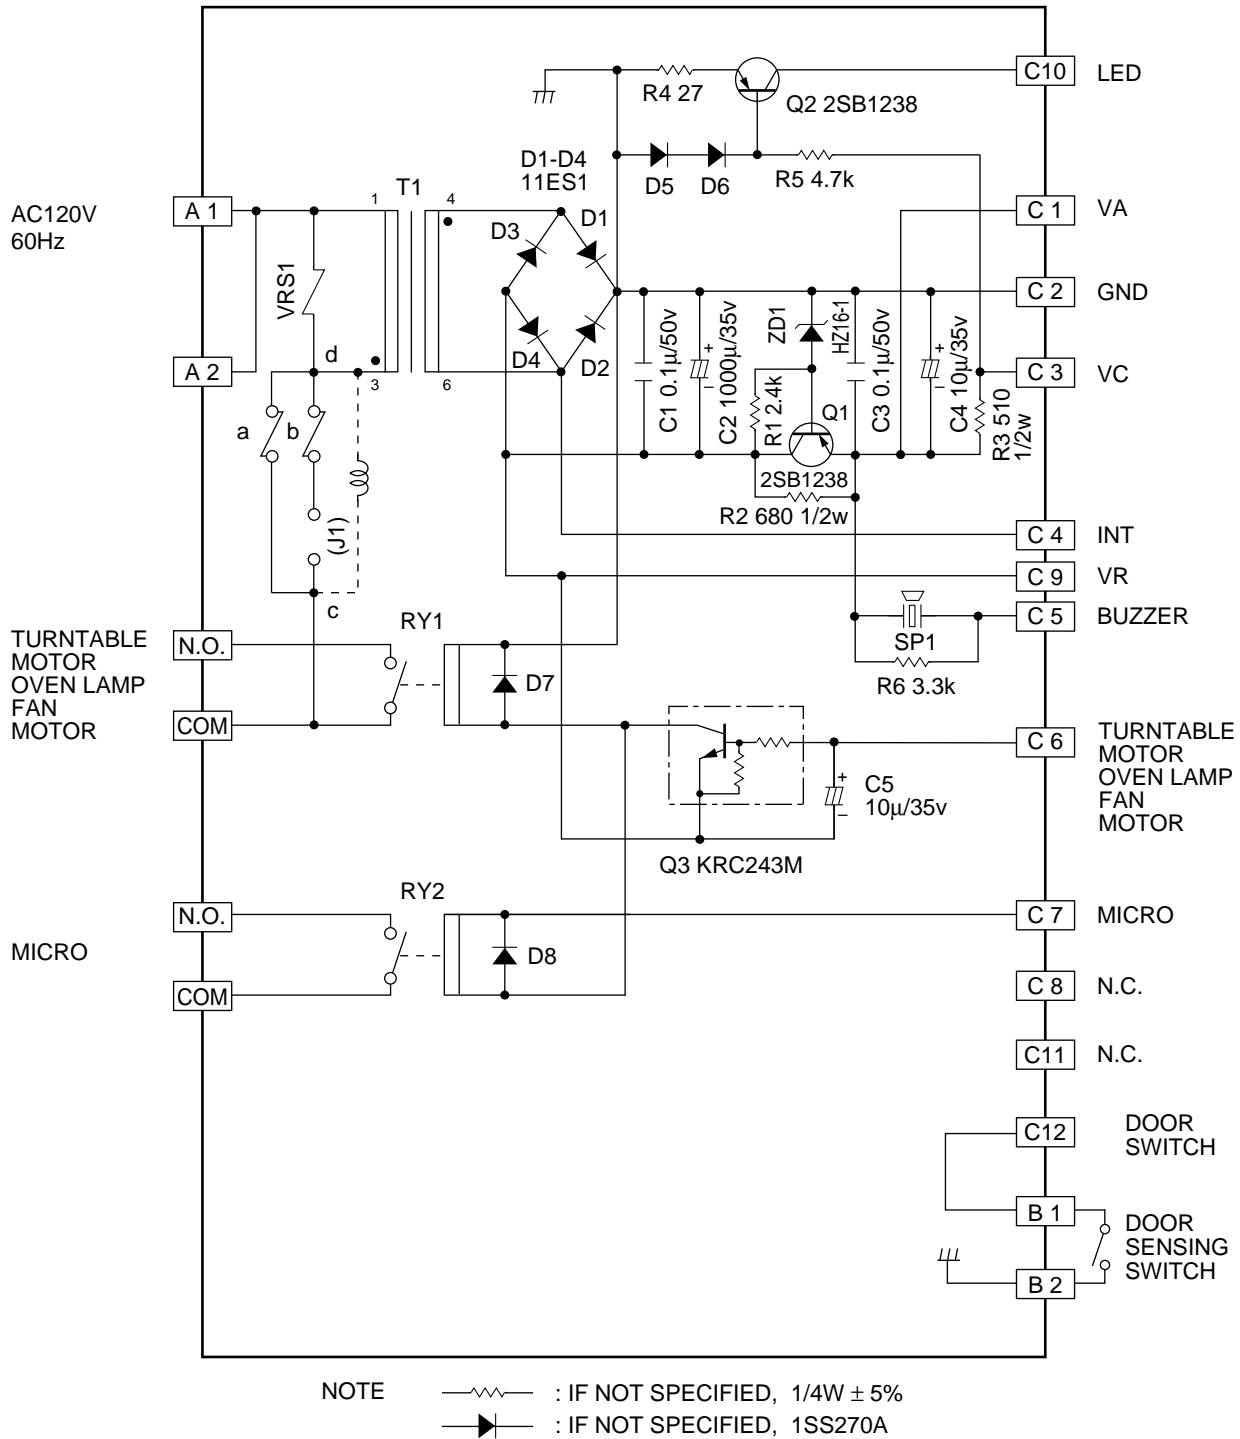 C10 LED
R4 27
Q2 2SB1238
D1-D4
11ES1
D5 D6 R5 4.7k
AC120V
60Hz
A 1
1 T1 4
D3 D1
C 1 VA
VRS1
C 2 GND
D4 D2
C1 0.1μ/50v
+
–
C2 1000μ/35v
ZD1
HZ16-1
R1 2.4k
Q1
C3 0.1μ/50v
+
–
C4 10μ/35v
R3 510
1/2w
A 2
d
3 6
C 3 VC
a b
2SB1238
R2 680 1/2w
(J1)
C 4 INT
C 9 VR
c
C 5 BUZZER
SP1
R6 3.3k
TURNTABLE
MOTOR
OVEN LAMP
FAN
MOTOR
N.O.
COM
RY1
D7
C 6
TURNTABLE
MOTOR
OVEN LAMP
FAN
MOTOR
+
–
C5
10μ/35v
Q3 KRC243M
RY2
N.O.
MICRO
COM
D8
C 7 MICRO
C 8 N.C.
C11 N.C.
C12 DOOR
SWITCH
B 1
DOOR
SENSING
SWITCH
B 2
NOTE : IF NOT SPECIFIED, 1/4W ± 5%
: IF NOT SPECIFIED, 1SS270A